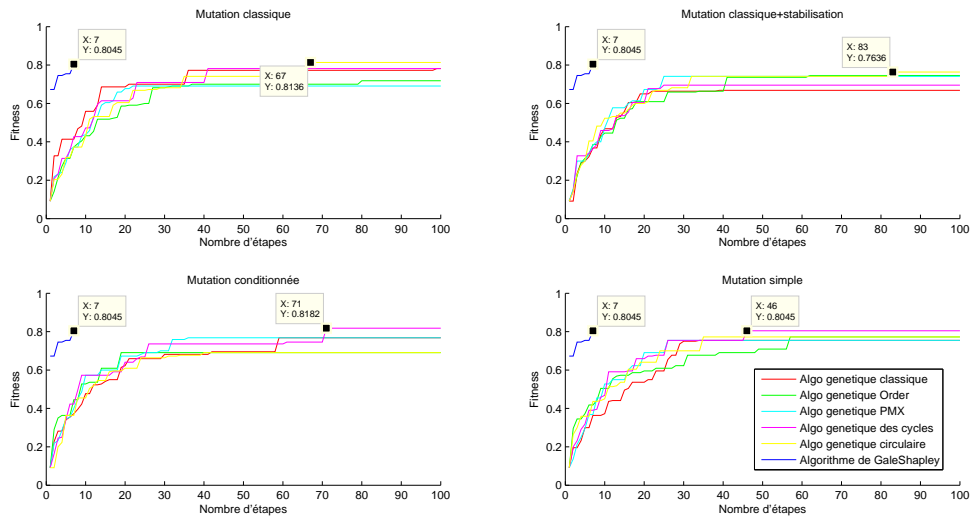 Mutation classique
1
0.8
0.6
0.4
0.2
0
Fitness
X: 7
Y: 0.8045
X: 67
Y: 0.8136
0 10 20 30 40 50 60 70 80 90 100
Nombre d'étapes
Mutation classique+stabilisation
1
0.8
0.6
0.4
0.2
0
Fitness
X: 7
Y: 0.8045
X: 83
Y: 0.7636
0 10 20 30 40 50 60 70 80 90 100
Nombre d'étapes
Mutation conditionnée
1
0.8
0.6
0.4
0.2
0
Fitness
X: 7
Y: 0.8045
X: 71
Y: 0.8182
0 10 20 30 40 50 60 70 80 90 100
Nombre d'étapes
Mutation simple
1
0.8
0.6
0.4
0.2
0
Fitness
X: 7
Y: 0.8045
X: 46
Y: 0.8045
Algo genetique classique
Algo genetique Order
Algo genetique PMX
Algo genetique des cycles
Algo genetique circulaire
Algorithme de GaleShapley
0 10 20 30 40 50 60 70 80 90 100
Nombre d'étapes